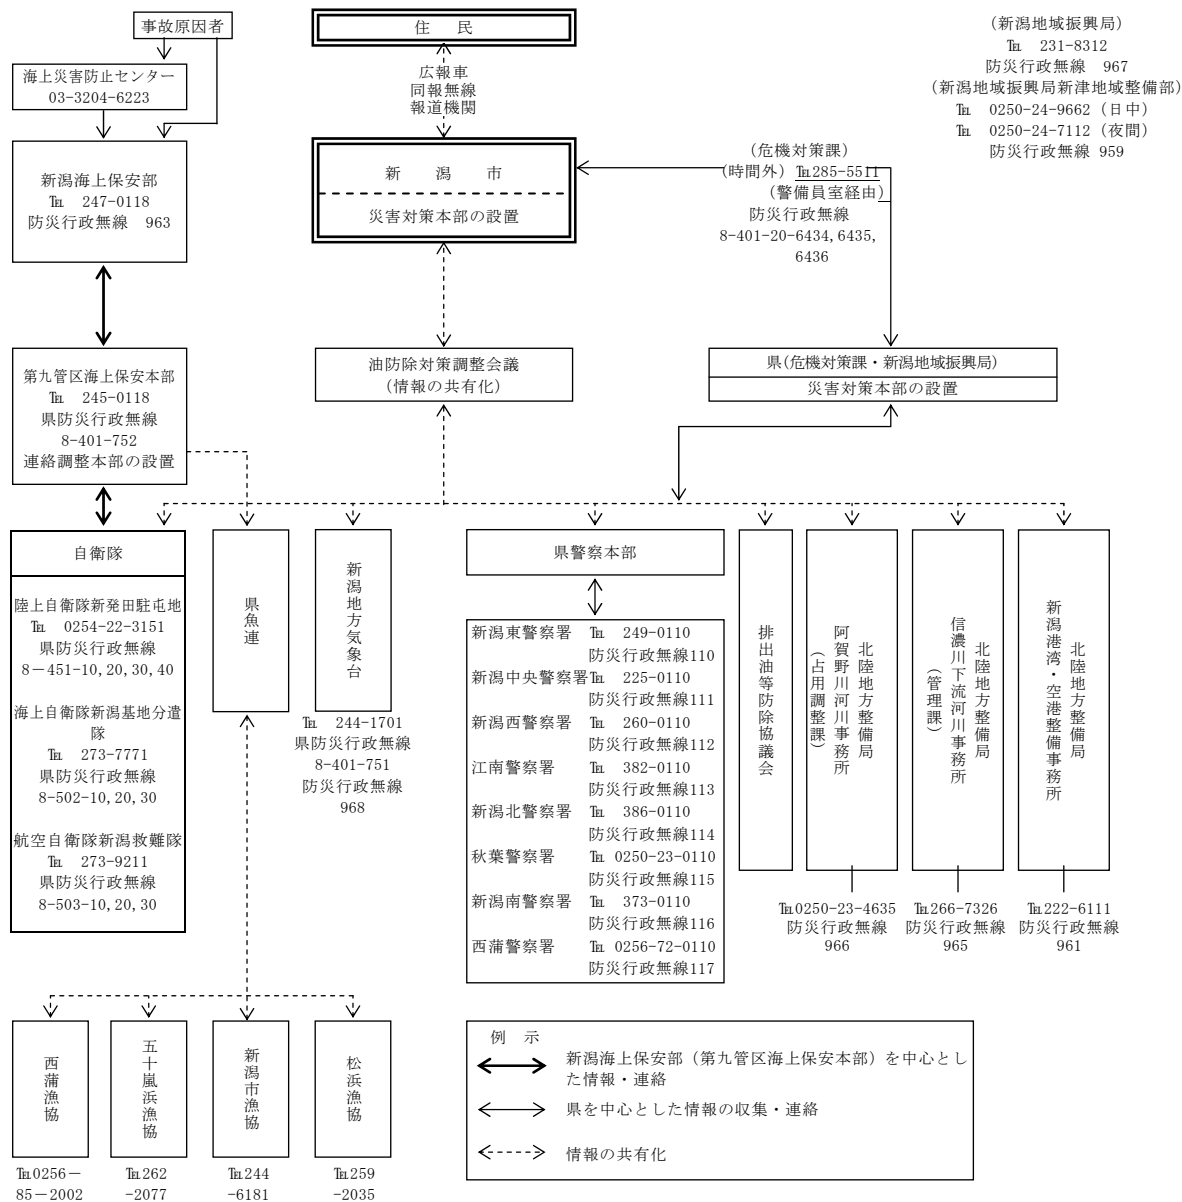 事故原因者
海上災害防止センター
03-3204-6223
新潟海上保安部
℡ 247-0118
防災行政無線 963
第九管区海上保安本部
℡ 245-0118
県防災行政無線
8-401-752
連絡調整本部の設置
住 民
広報車
同報無線
報道機関
新 潟 市
災害対策本部の設置
油防除対策調整会議
(情報の共有化)
(新潟地域振興局)
℡ 231-8312
防災行政無線 967
(新潟地域振興局新津地域整備部)
℡ 0250-24-9662（日中）
℡ 0250-24-7112（夜間）
防災行政無線 959
(危機対策課)
(時間外) ℡285-5511
(警備員室経由)
防災行政無線
8-401-20-6434,6435,
6436
県(危機対策課・新潟地域振興局)
災害対策本部の設置
自衛隊
陸上自衛隊新発田駐屯地
℡ 0254-22-3151
県防災行政無線
8－451-10,20,30,40
海上自衛隊新潟基地分遣
隊
℡ 273-7771
県防災行政無線
8-502-10,20,30
航空自衛隊新潟救難隊
℡ 273-9211
県防災行政無線
8-503-10,20,30
県魚連
新潟地方気象台
℡ 244-1701
県防災行政無線
8-401-751
防災行政無線
968
県警察本部
新潟東警察署 ℡ 249-0110
防災行政無線110
新潟中央警察署℡ 225-0110
防災行政無線111
新潟西警察署 ℡ 260-0110
防災行政無線112
江南警察署 ℡ 382-0110
防災行政無線113
新潟北警察署 ℡ 386-0110
防災行政無線114
秋葉警察署 ℡ 0250-23-0110
防災行政無線115
新潟南警察署 ℡ 373-0110
防災行政無線116
西蒲警察署 ℡ 0256-72-0110
防災行政無線117
排出油等防除協議会
北陸地方整備局
阿賀野川河川事務所
(占用調整課)
℡0250-23-4635
防災行政無線
966
北陸地方整備局
信濃川下流河川事務所
(管理課)
℡266-7326
防災行政無線
965
北陸地方整備局
新潟港湾・空港整備事務所
℡222-6111
防災行政無線
961
西蒲漁協
℡0256－
85－2002
五十嵐浜漁協
℡262
-2077
新潟市漁協
℡244
-6181
松浜漁協
℡259
-2035
例 示
新潟海上保安部（第九管区海上保安本部）を中心とし
た情報・連絡
県を中心とした情報の収集・連絡
情報の共有化